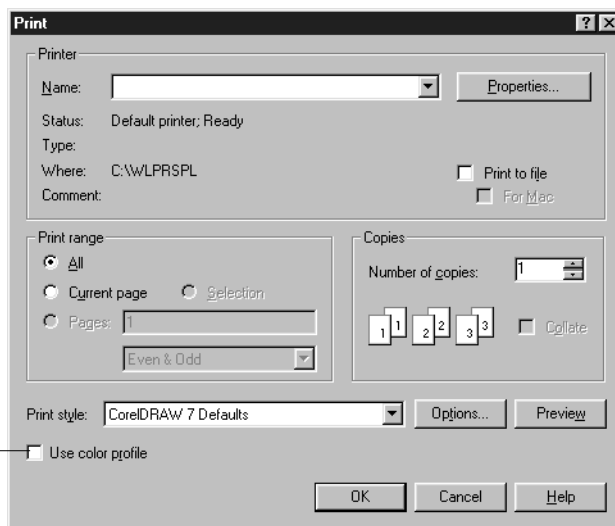 Print
Printer
Name:
Properties...
Status: Default printer; Ready
Type:
Where: C:\WLPRSPL
Print to file
Comment:
For Mac
Print range
All
Current page
Selection
Pages: 1
Even & Odd
Copies
Number of copies: 1
1 1 2 2 3 3
Collate
Print style: CorelDRAW 7 Defaults
Options...
Preview
Use color profile
OK
Cancel
Help